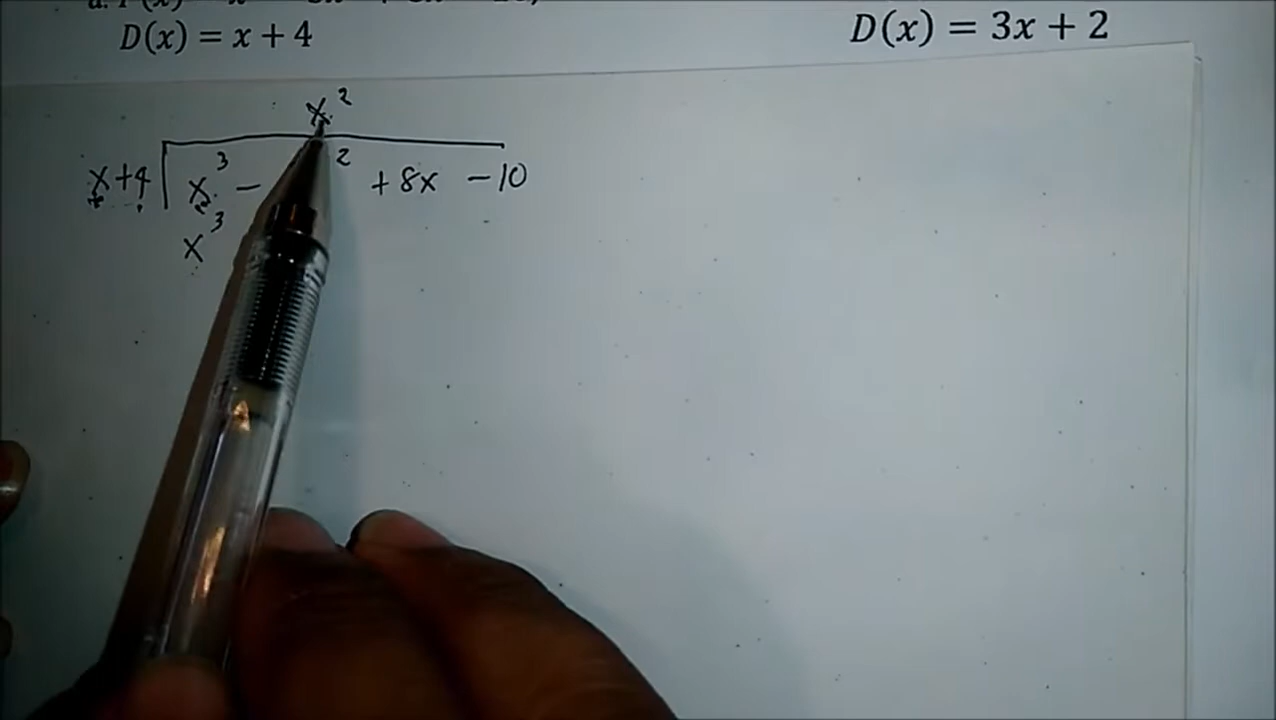 D(x) = x + 4
D(x) = 3x + 2
x²
x+4 x³ − ² + 8x − 10
x³